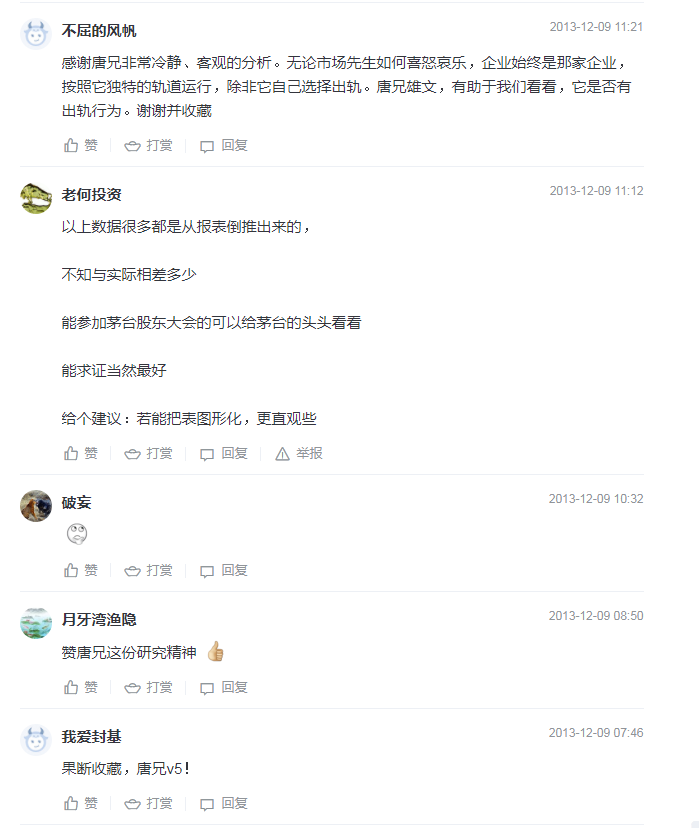 不屈的风帆 2013-12-09 11:21
感谢唐兄非常冷静、客观的分析。无论市场先生如何喜怒哀乐，企业始终是那家企业，
按照它独特的轨道运行，除非它自己选择出轨。唐兄雄文，有助于我们看看，它是否有
出轨行为。谢谢并收藏
赞 打赏 回复
老何投资 2013-12-09 11:12
以上数据很多都是从报表倒推出来的，
不知与实际相差多少
能参加茅台股东大会的可以给茅台的头头看看
能求证当然最好
给个建议：若能把表图形化，更直观些
赞 打赏 回复 举报
破妄 2013-12-09 10:32
赞 打赏 回复
月牙湾渔隐 2013-12-09 08:50
赞唐兄这份研究精神
赞 打赏 回复
我爱封基 2013-12-09 07:46
果断收藏，唐兄v5！
赞 打赏 回复